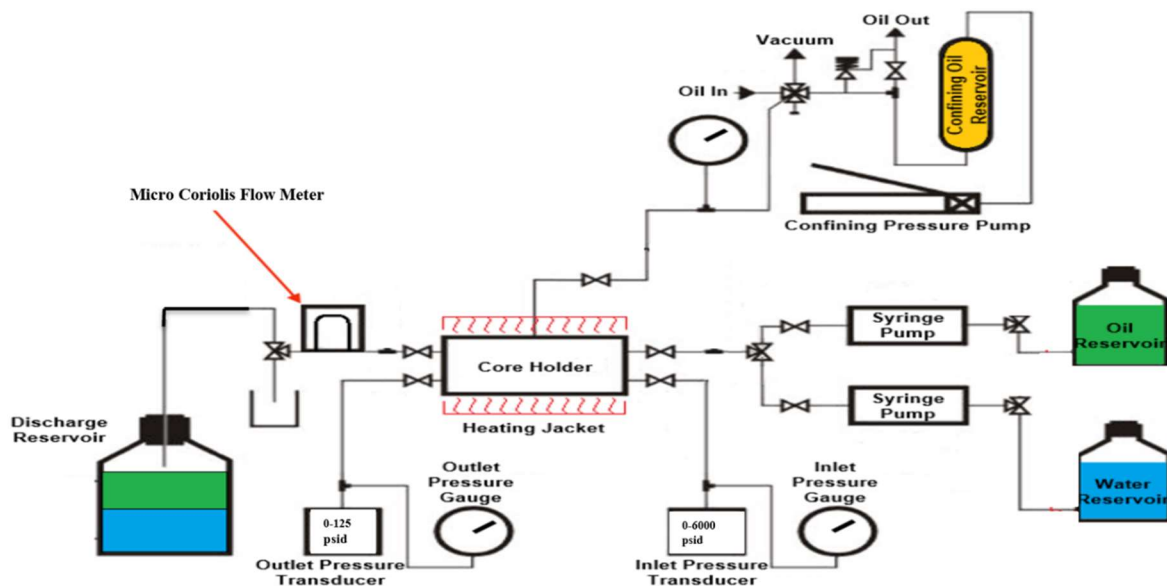 Oil Out
Vacuum
Oil In
Confining Oil
Reservoir
Micro Coriolis Flow Meter
Confining Pressure Pump
Syringe
Pump
Oil
Reservoir
Core Holder
Syringe
Pump
Heating Jacket
Discharge
Reservoir
Outlet
Pressure
Gauge
Inlet
Pressure
Gauge
Water
Reservoir
0-125
psid
0-6000
psid
Outlet Pressure
Transducer
Inlet Pressure
Transducer